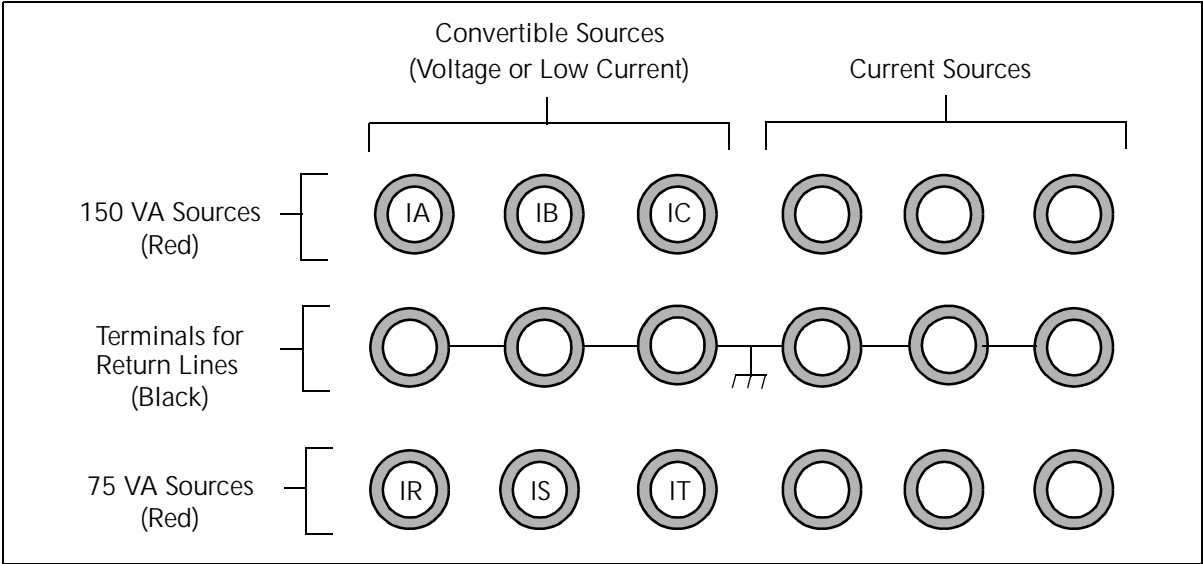 Convertible Sources
(Voltage or Low Current)
Current Sources
150 VA Sources
(Red)
IA IB IC
Terminals for
Return Lines
(Black)
75 VA Sources
(Red)
IR IS IT